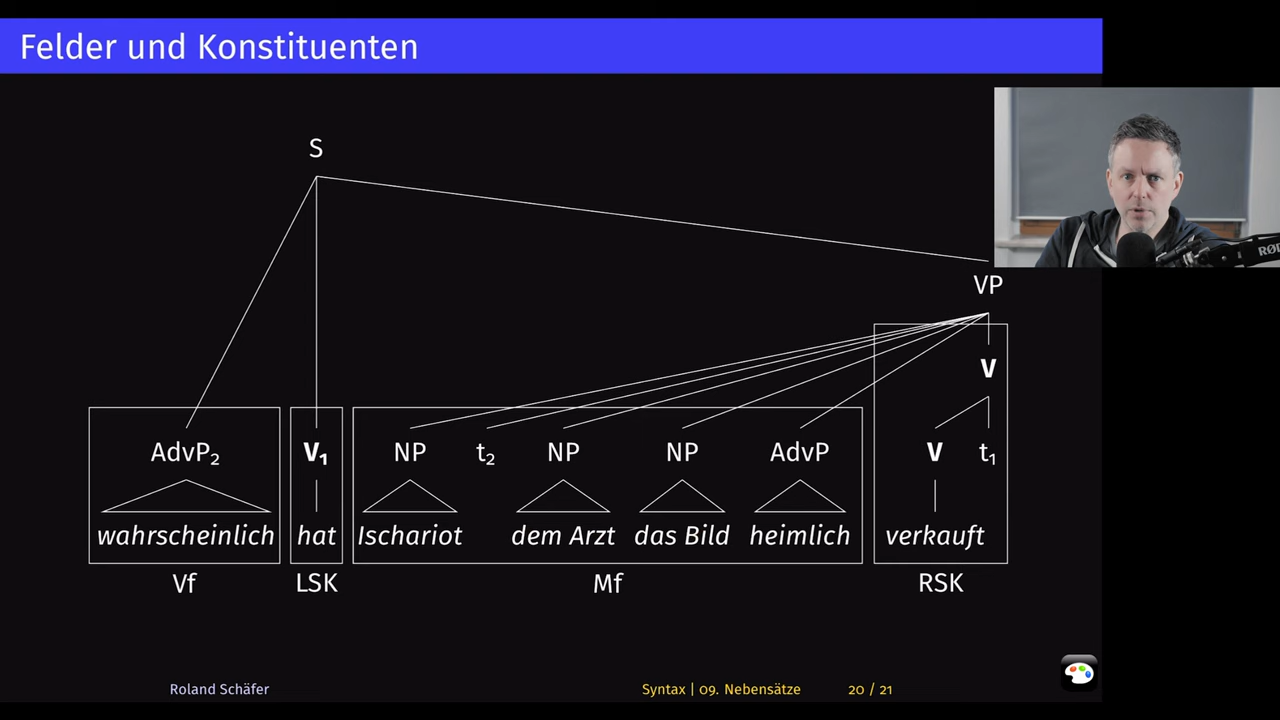 Felder und Konstituenten
S
VP
V
AdvP₂ V₁ NP t₂ NP NP AdvP V t₁
wahrscheinlich hat Ischariot dem Arzt das Bild heimlich verkauft
Vf LSK Mf RSK
Roland Schäfer Syntax | 09. Nebensätze 20 / 21